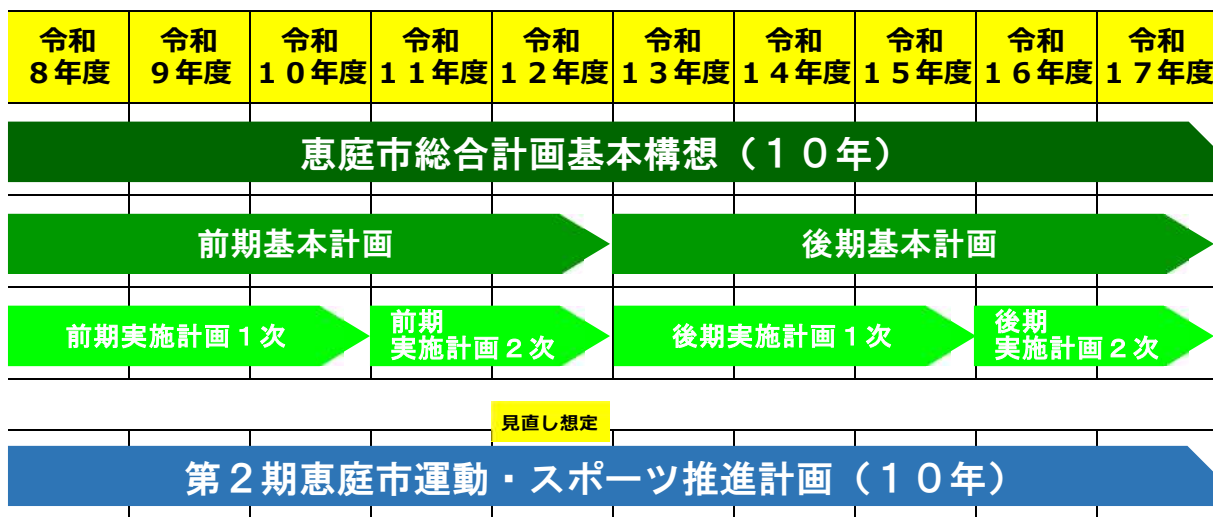 令和 令和 令和 令和 令和 令和 令和 令和 令和 令和
８年度 ９年度 １０年度 １１年度 １２年度 １３年度 １４年度 １５年度 １６年度 １７年度
恵庭市総合計画基本構想（１０年）
前期基本計画 後期基本計画
前期実施計画１次
前期
実施計画２次
後期実施計画１次
後期
実施計画２次
見直し想定
第２期恵庭市運動・スポーツ推進計画（１０年）